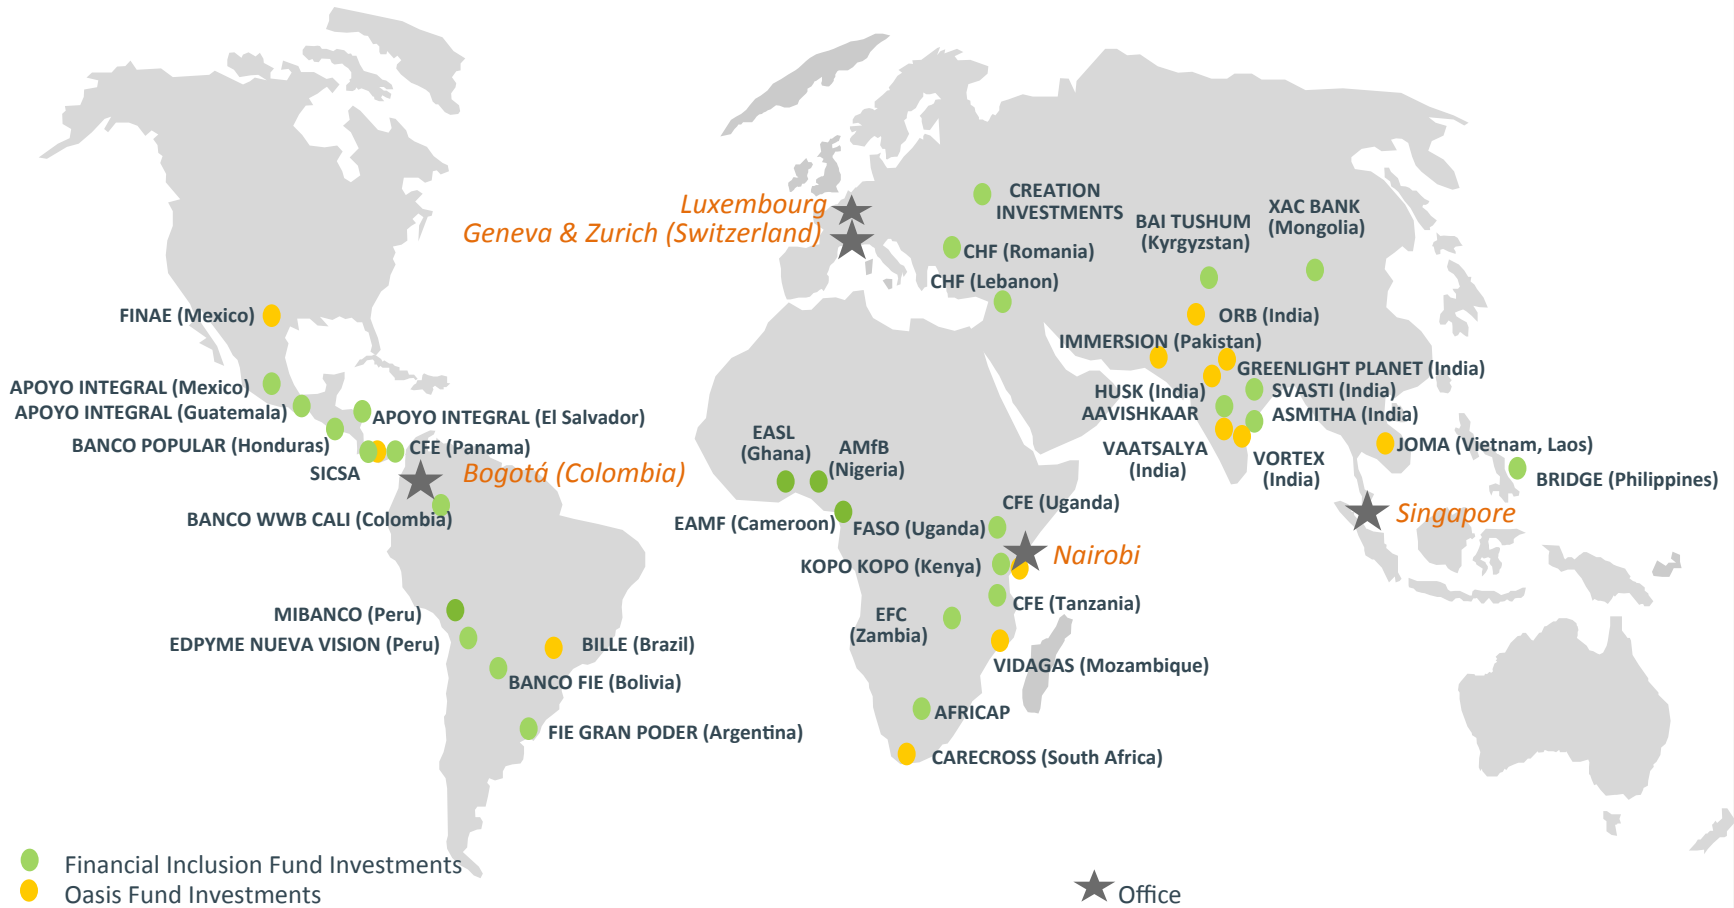 Luxembourg
Geneva & Zurich (Switzerland)
CREATION
INVESTMENTS
CHF (Romania)
CHF (Lebanon)
BAI TUSHUM
(Kyrgyzstan)
XAC BANK
(Mongolia)
FINAE (Mexico)
APOYO INTEGRAL (Mexico)
APOYO INTEGRAL (Guatemala)
APOYO INTEGRAL (El Salvador)
BANCO POPULAR (Honduras)
CFE (Panama)
SICSA
Bogotá (Colombia)
BANCO WWB CALI (Colombia)
MIBANCO (Peru)
EDPYME NUEVA VISION (Peru)
BILLE (Brazil)
BANCO FIE (Bolivia)
FIE GRAN PODER (Argentina)
EASL
(Ghana)
AMfB
(Nigeria)
EAMF (Cameroon)
FASO (Uganda)
CFE (Uganda)
Nairobi
KOPO KOPO (Kenya)
CFE (Tanzania)
EFC
(Zambia)
VIDAGAS (Mozambique)
AFRICAP
CARECROSS (South Africa)
ORB (India)
IMMERSION (Pakistan)
GREENLIGHT PLANET (India)
HUSK (India)
SVASTI (India)
AAVISHKAAR
ASMITHA (India)
VAATSALYA
(India)
VORTEX
(India)
JOMA (Vietnam, Laos)
BRIDGE (Philippines)
Singapore
Financial Inclusion Fund Investments
Oasis Fund Investments
Office